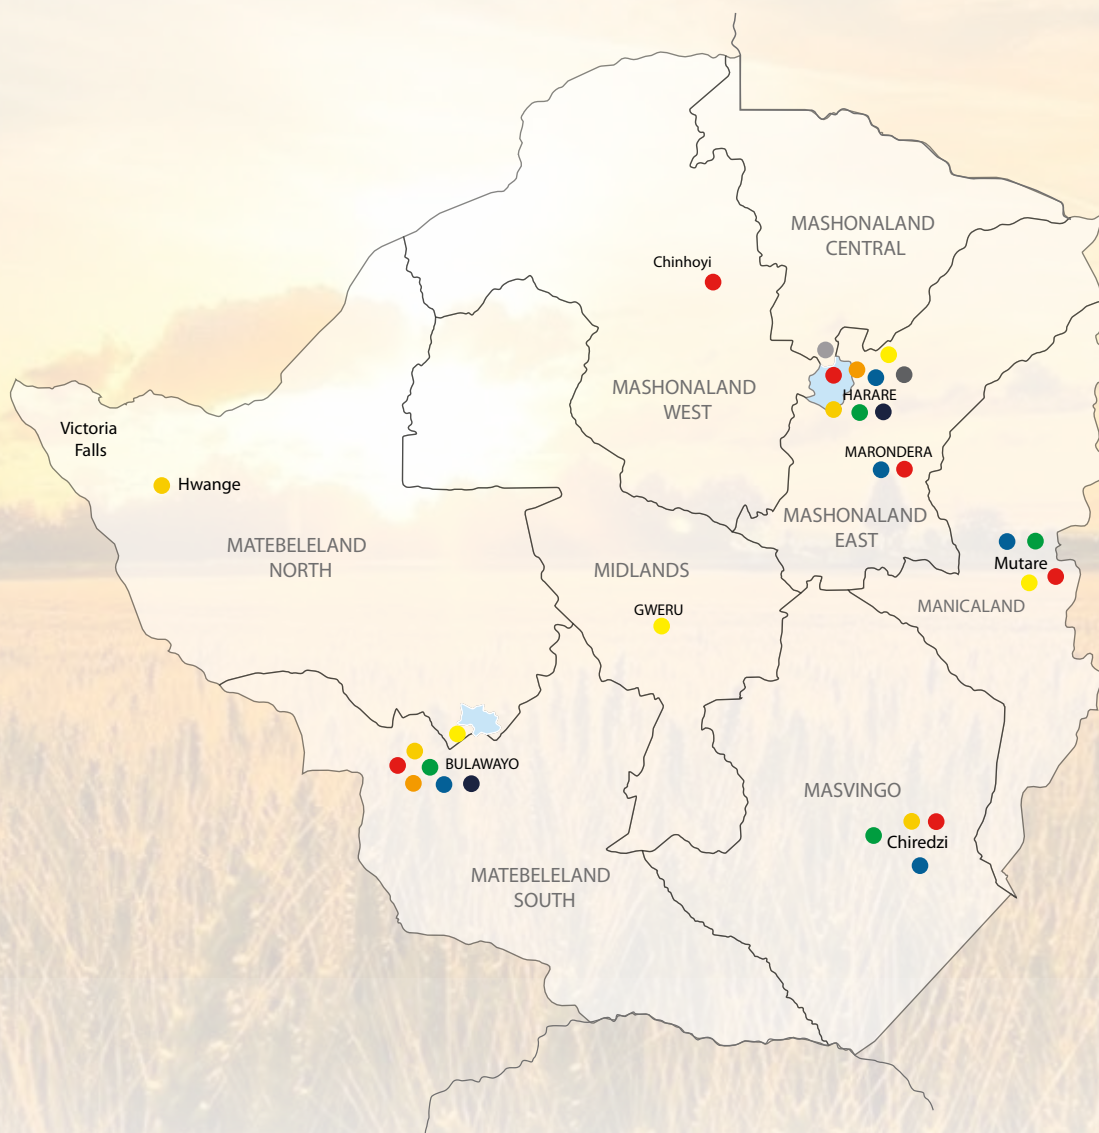 MASHONALAND
CENTRAL
Chinhoyi
MASHONALAND
WEST
HARARE
Victoria
Falls
Hwange
MARONDERA
MASHONALAND
EAST
MATEBELELAND
NORTH
MIDLANDS
Mutare
MANICALAND
GWERU
BULAWAYO
MASVINGO
Chiredzi
MATEBELELAND
SOUTH